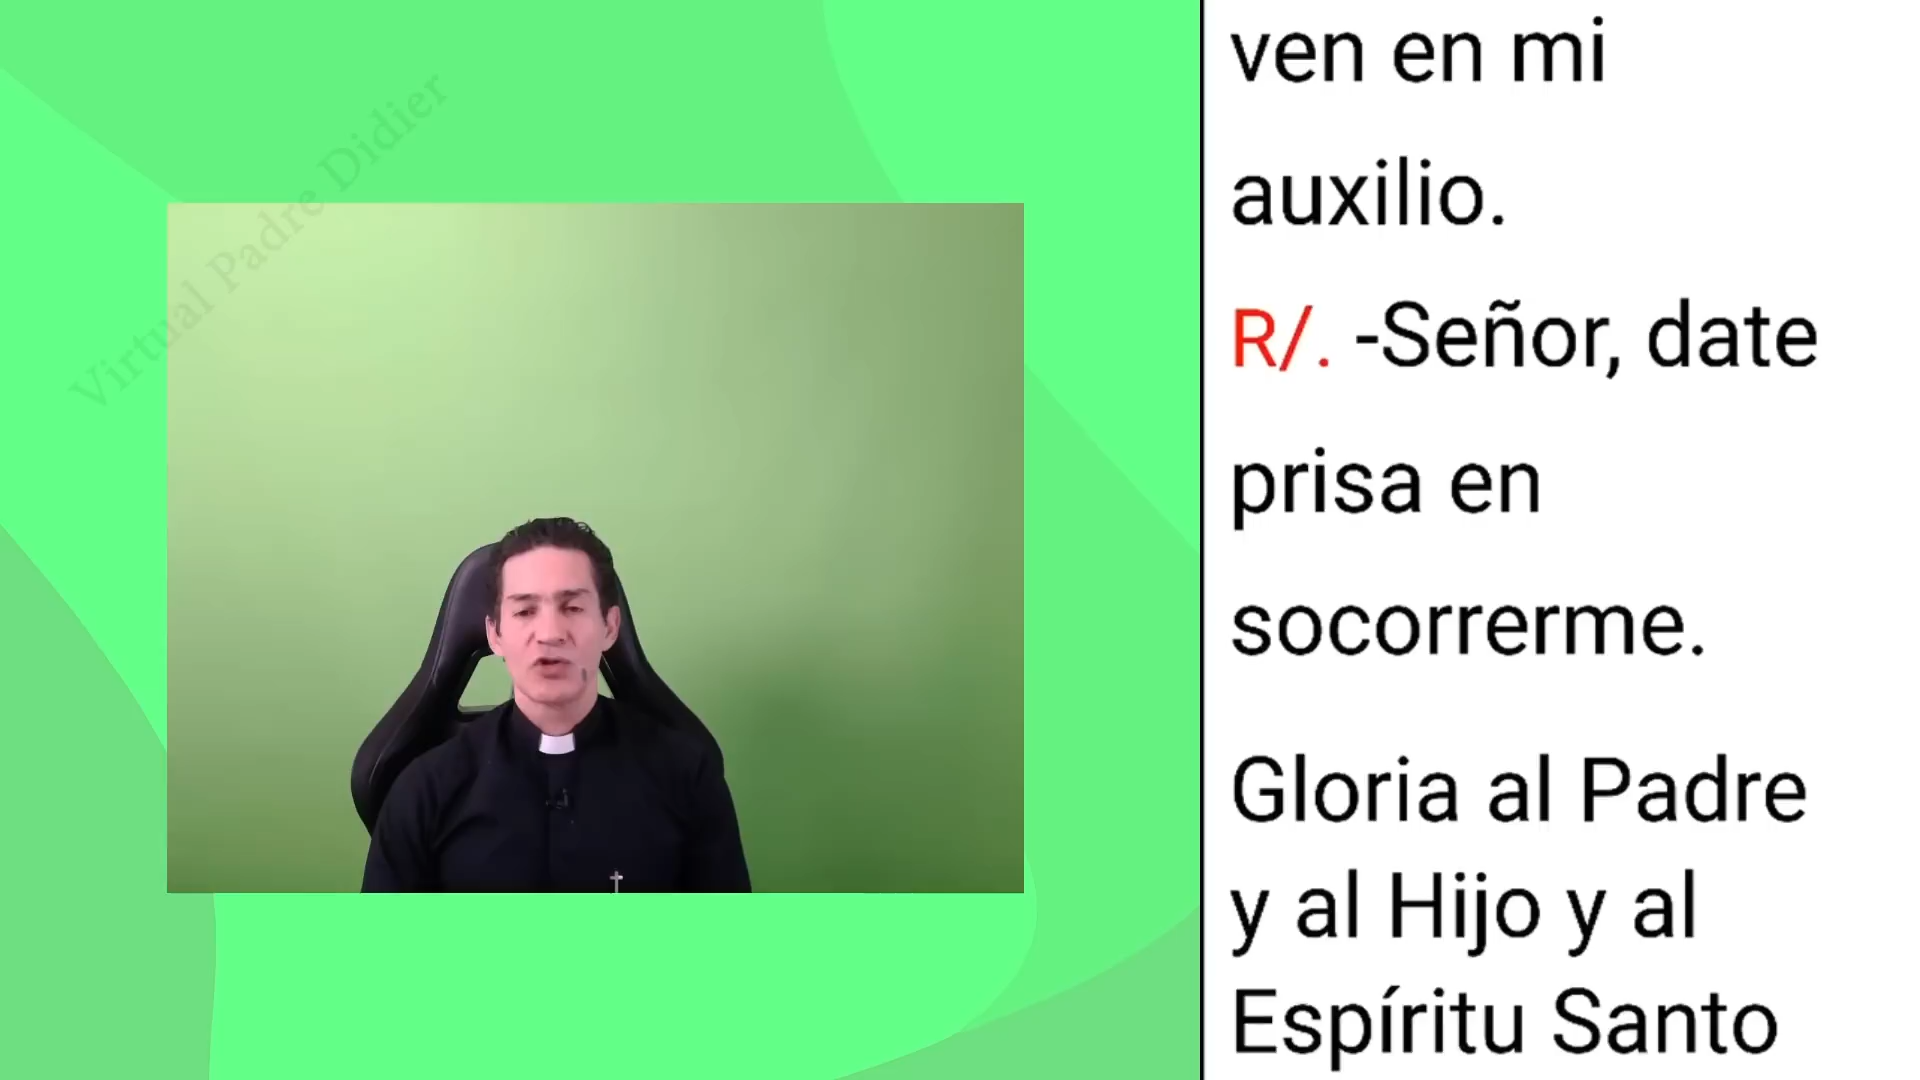 Virtual Padre Didier
ven en mi
auxilio.
R/. -Señor, date
prisa en
socorrerme.
Gloria al Padre
y al Hijo y al
Espíritu Santo